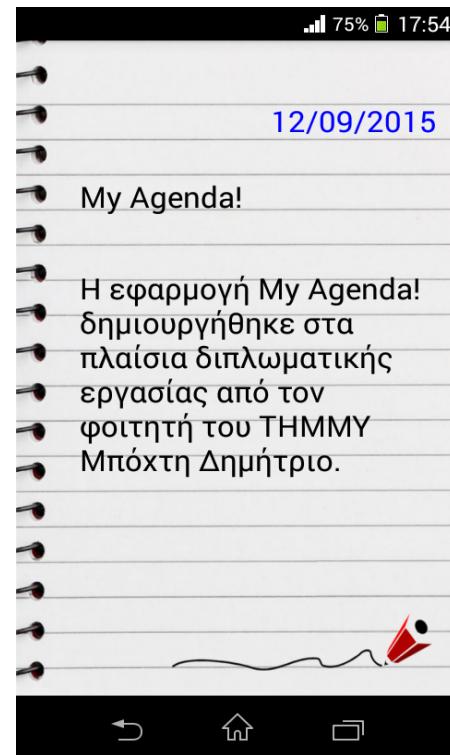 75% 17:54
12/09/2015
My Agenda!
Η εφαρμογή My Agenda!
δημιουργήθηκε στα
πλαίσια διπλωματικής
εργασίας από τον
φοιτητή του ΤΗΜΜΥ
Μπόχτη Δημήτριο.